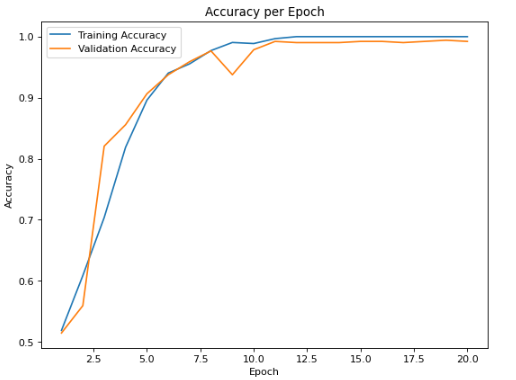 Accuracy per Epoch
Training Accuracy
Validation Accuracy
1.0
0.9
0.8
0.7
0.6
0.5
Accuracy
2.5 5.0 7.5 10.0 12.5 15.0 17.5 20.0
Epoch